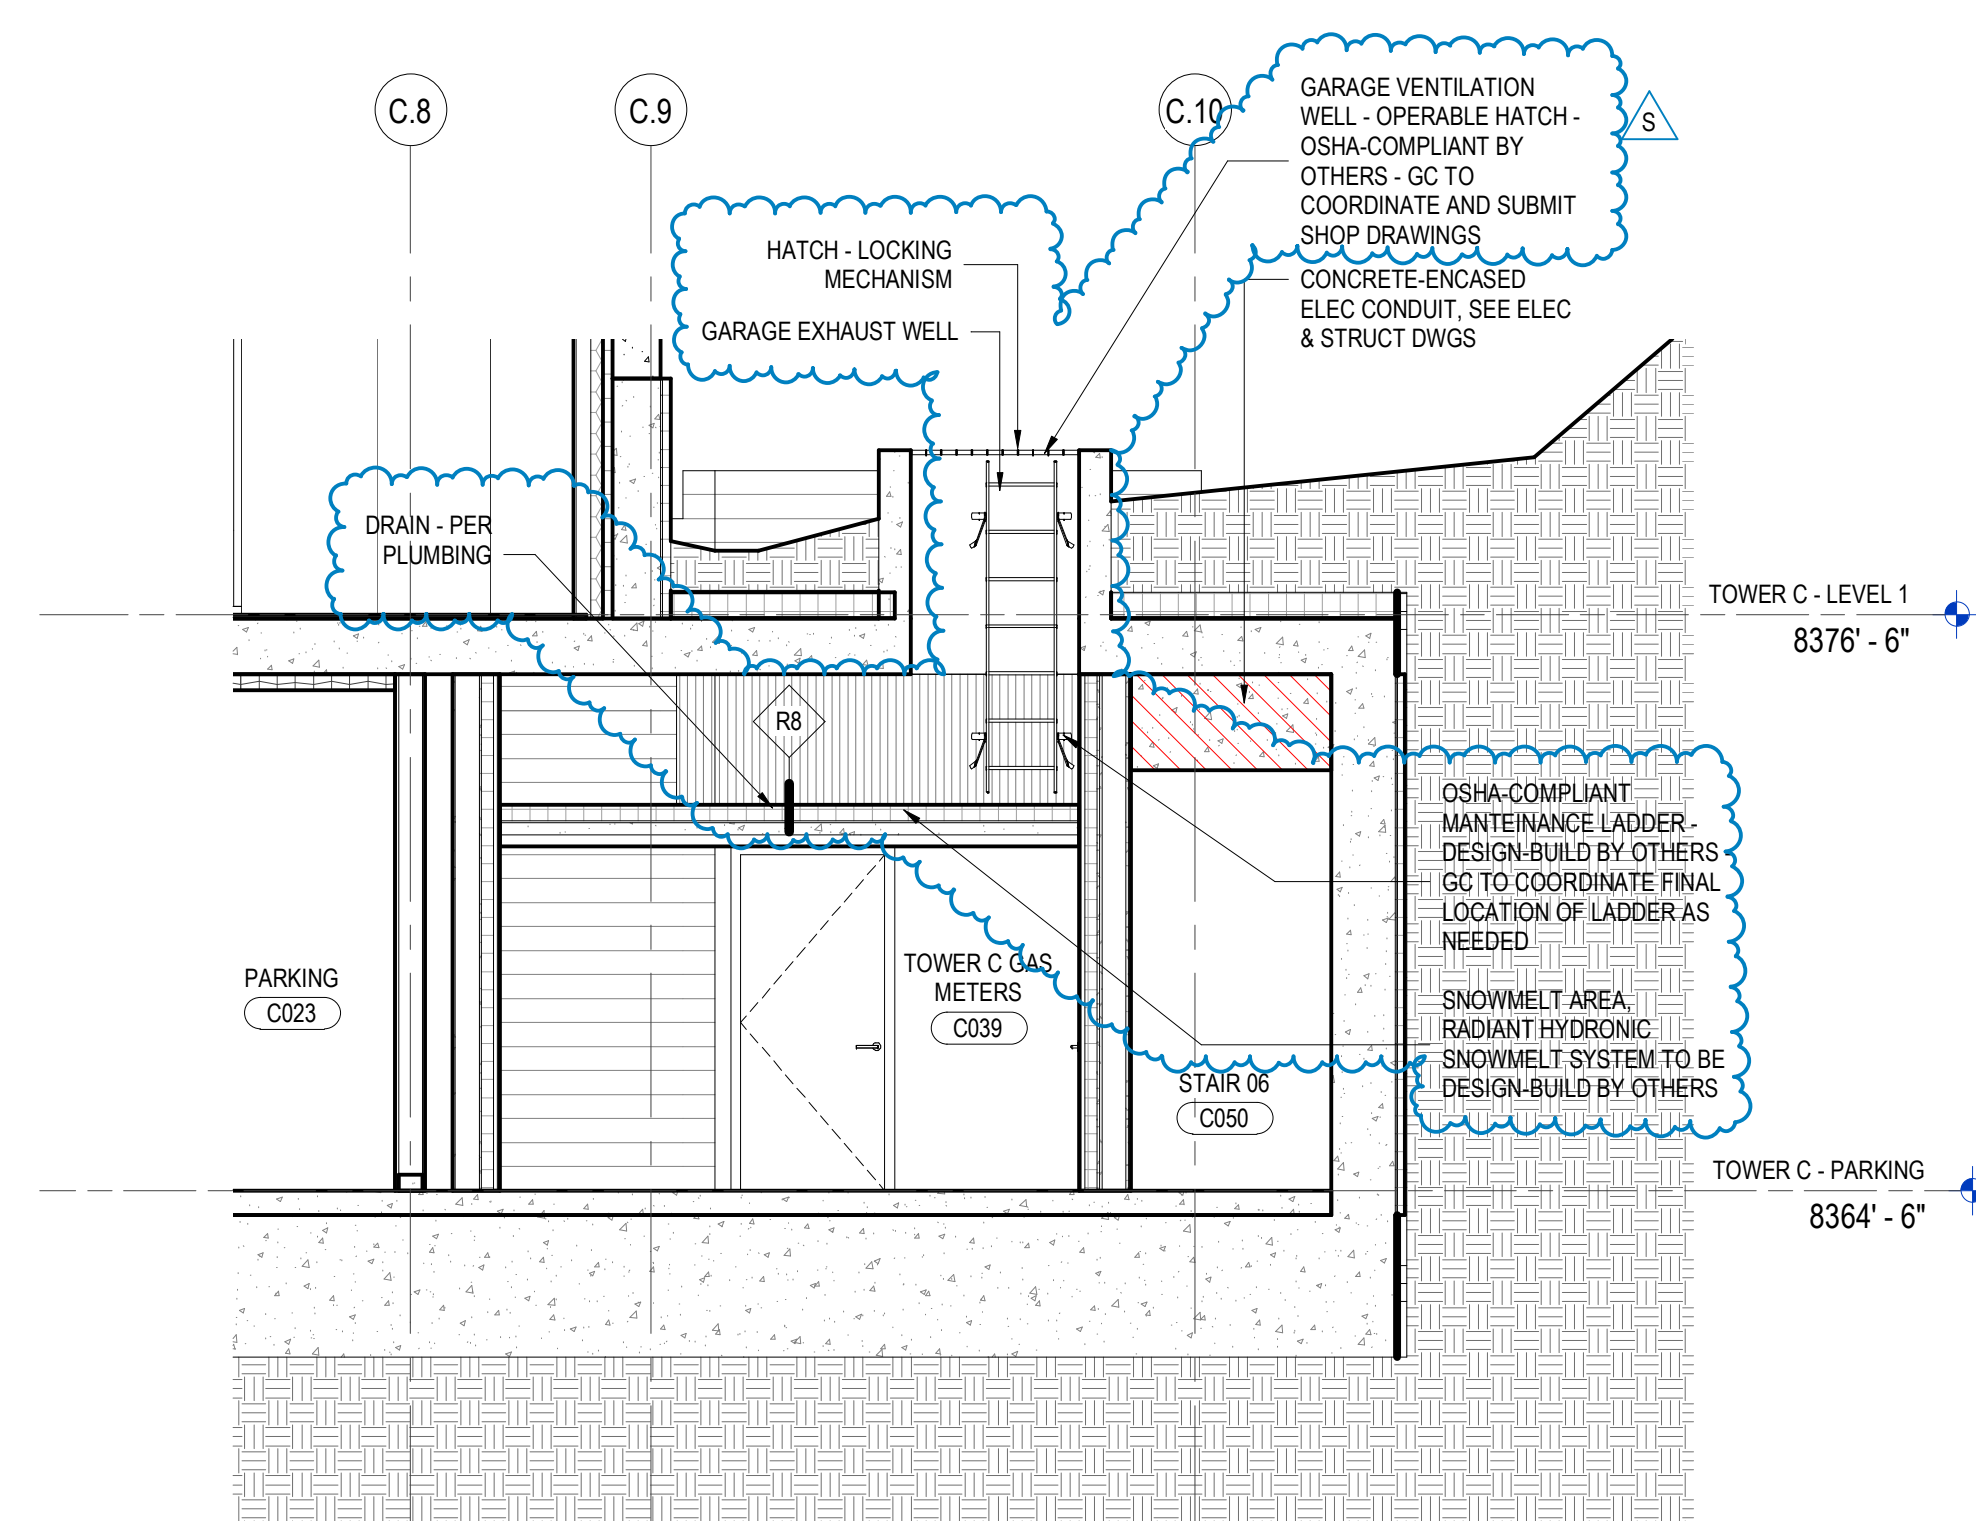 C.8
C.9
C.10
GARAGE VENTILATION
WELL - OPERABLE HATCH -
OSHA-COMPLIANT BY
OTHERS - GC TO
COORDINATE AND SUBMIT
SHOP DRAWINGS
S
HATCH - LOCKING
MECHANISM
GARAGE EXHAUST WELL
CONCRETE-ENCASED
ELEC CONDUIT, SEE ELEC
& STRUCT DWGS
DRAIN - PER
PLUMBING
TOWER C - LEVEL 1
8376' - 6"
R8
OSHA-COMPLIANT
MANTEINANCE LADDER -
DESIGN-BUILD BY OTHERS -
GC TO COORDINATE FINAL
LOCATION OF LADDER AS
NEEDED
PARKING
C023
TOWER C GAS
METERS
C039
SNOWMELT AREA,
RADIANT HYDRONIC
SNOWMELT SYSTEM TO BE
DESIGN-BUILD BY OTHERS
STAIR 06
C050
TOWER C - PARKING
8364' - 6"